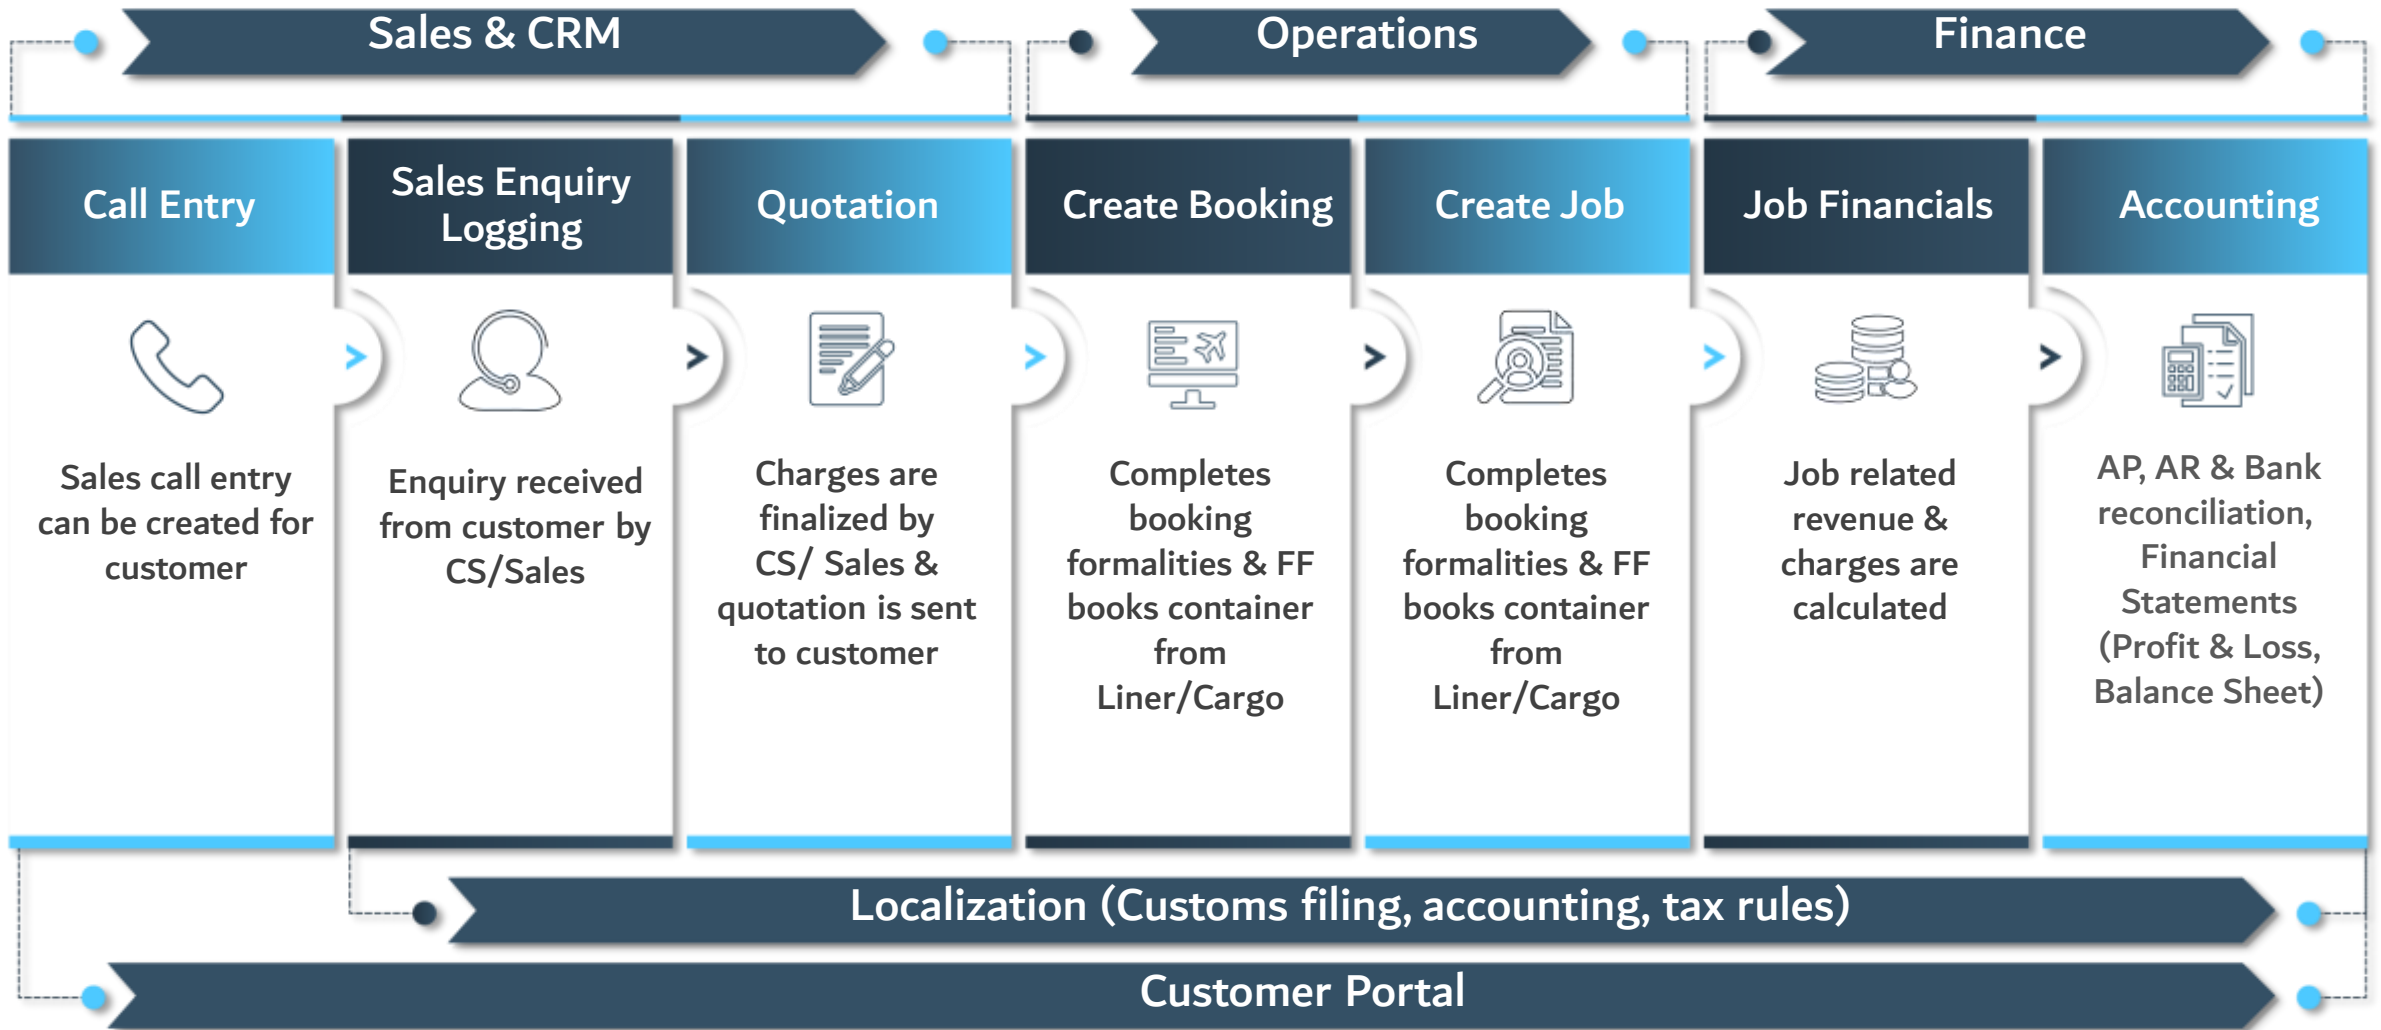 Sales & CRM
Operations
Finance
Call Entry
Sales Enquiry
Logging
Quotation
Create Booking
Create Job
Job Financials
Accounting
Sales call entry
can be created for
customer
Enquiry received
from customer by
CS/Sales
Charges are
finalized by
CS/ Sales &
quotation is sent
to customer
Completes
booking
formalities & FF
books container
from
Liner/Cargo
Completes
booking
formalities & FF
books container
from
Liner/Cargo
Job related
revenue &
charges are
calculated
AP, AR & Bank
reconciliation,
Financial
Statements
(Profit & Loss,
Balance Sheet)
Localization (Customs filing, accounting, tax rules)
Customer Portal